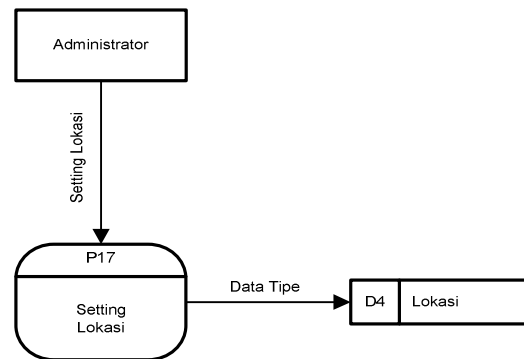 Administrator
Setting Lokasi
P17
Setting
Lokasi
Data Tipe
D4
Lokasi